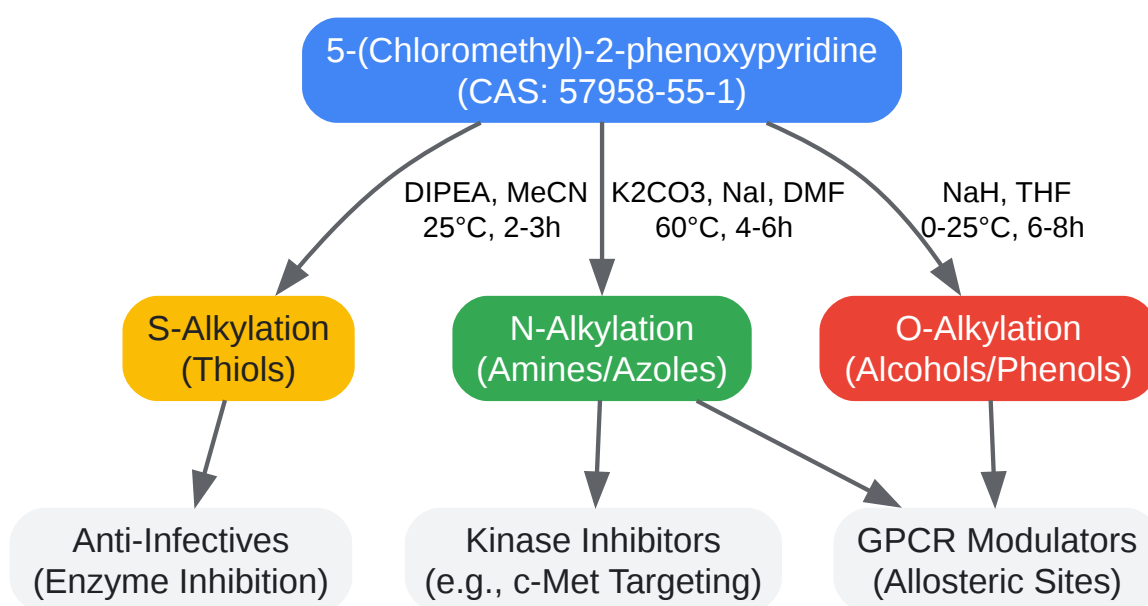 5-(Chloromethyl)-2-phenoxypyridine
(CAS: 57958-55-1)
DIPEA, MeCN
25°C, 2-3h
K2CO3, NaI, DMF
60°C, 4-6h
NaH, THF
0-25°C, 6-8h
S-Alkylation
(Thiols)
N-Alkylation
(Amines/Azoles)
O-Alkylation
(Alcohols/Phenols)
Anti-Infectives
(Enzyme Inhibition)
Kinase Inhibitors
(e.g., c-Met Targeting)
GPCR Modulators
(Allosteric Sites)